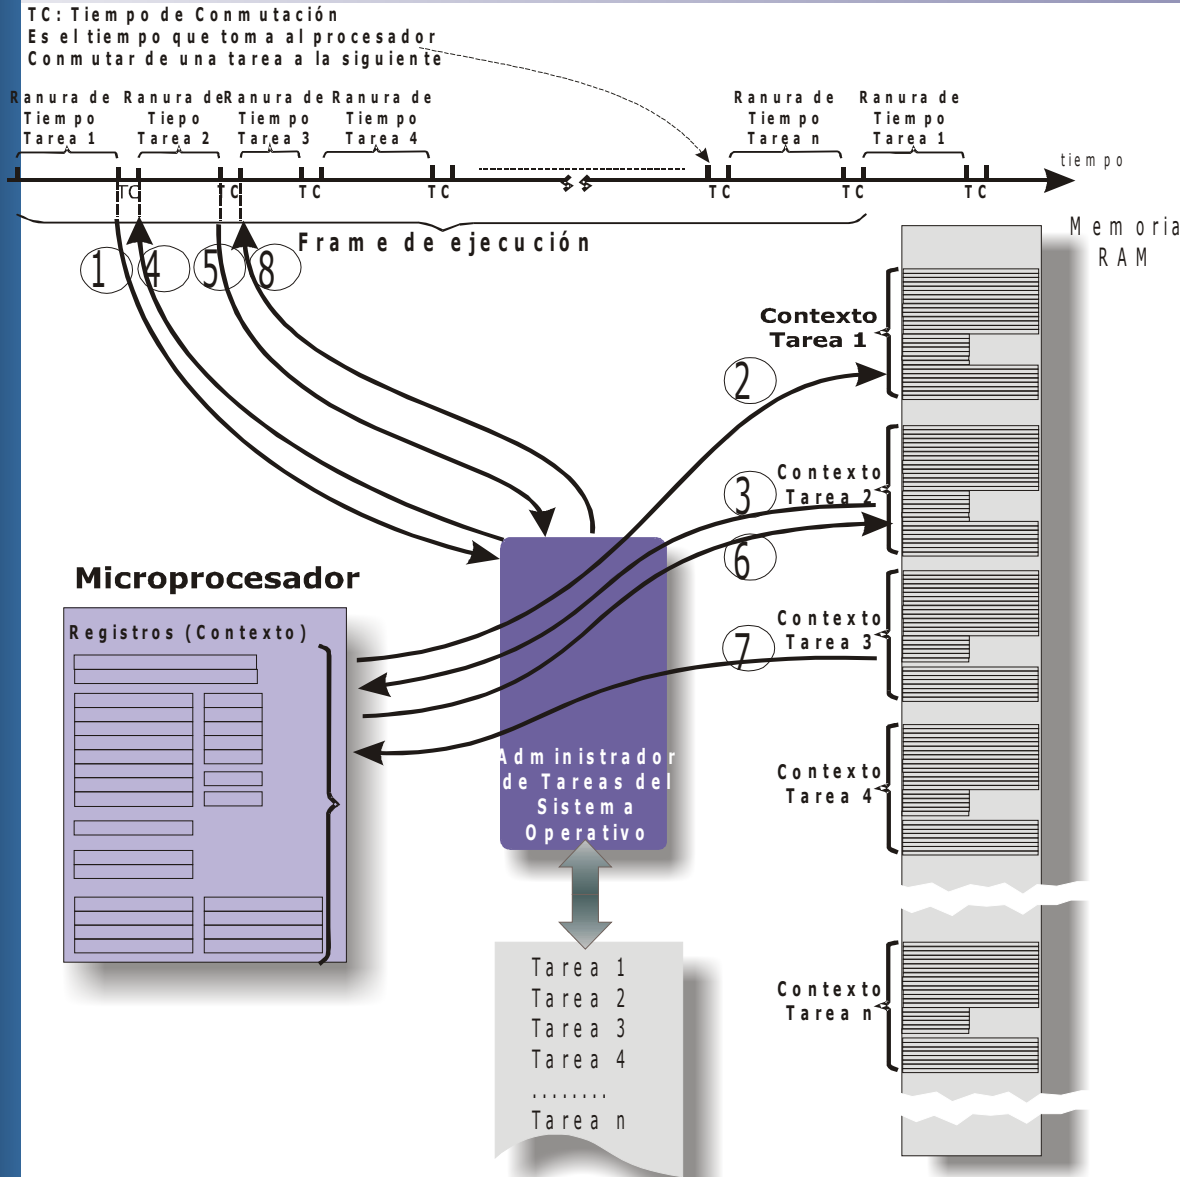 TC: Tiempo de Conmutación
Es el tiempo que toma al procesador
Conmutar de una tarea a la siguiente
Ranura de
Tiempo
Tarea 1
Ranura de
Tiepo
Tarea 2
Ranura de
Tiempo
Tarea 3
Ranura de
Tiempo
Tarea 4
Ranura de
Tiempo
Tarea n
Ranura de
Tiempo
Tarea 1
tiempo
TC
TC
TC
TC
TC
TC
TC
Frame de ejecución
Memoria
RAM
1
4
5
8
Contexto
Tarea 1
2
Contexto
Tarea 2
3
6
Microprocesador
Registros (Contexto)
Contexto
Tarea 3
7
Administrador
de Tareas del
Sistema
Operativo
Contexto
Tarea 4
Tarea 1
Tarea 2
Tarea 3
Tarea 4
........
Tarea n
Contexto
Tarea n